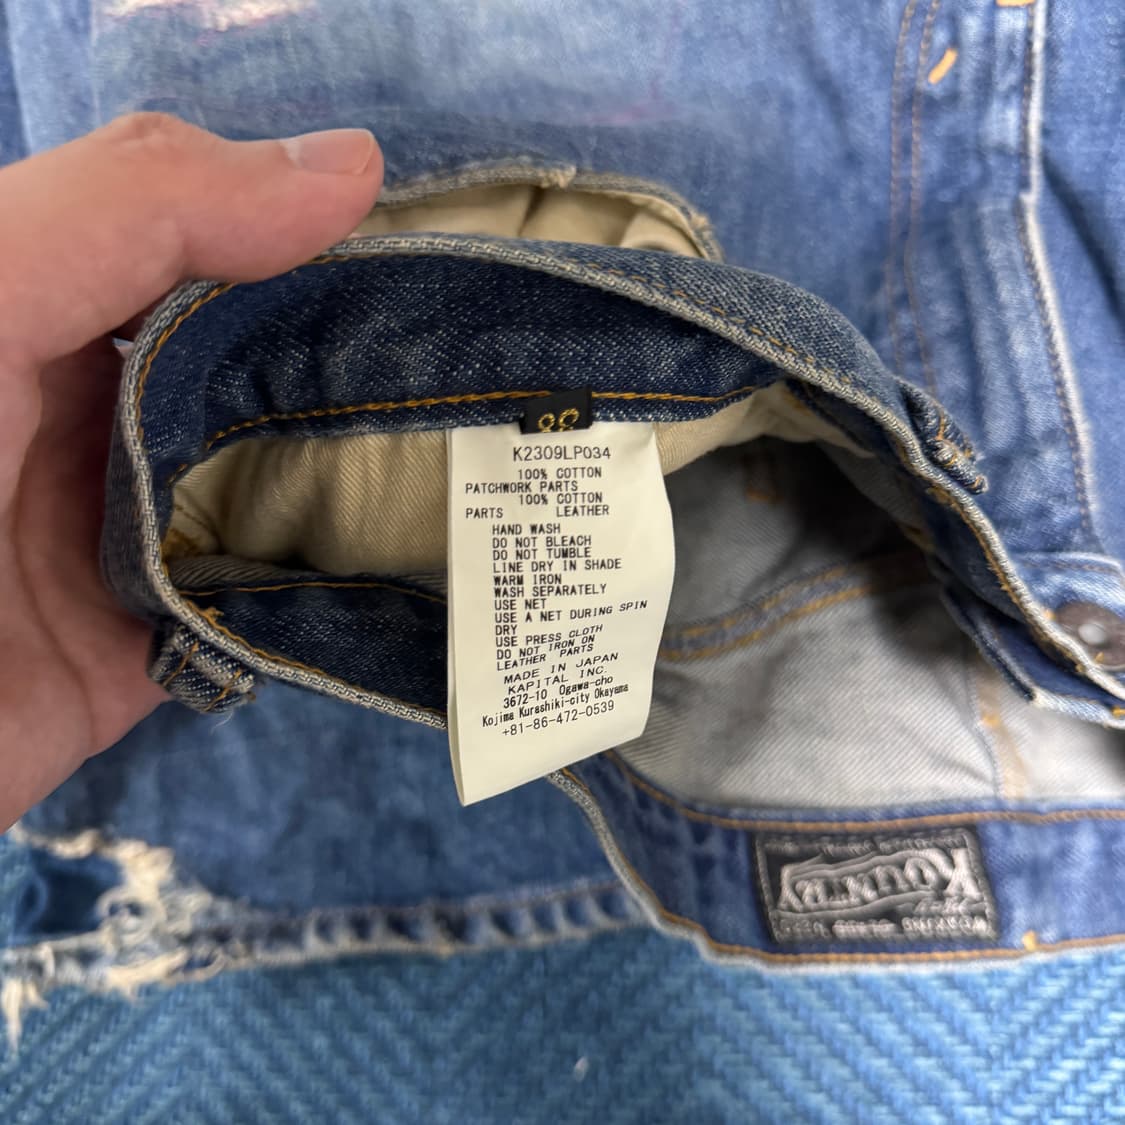 K2309LP034
100% COTTON
PATCHWORK PARTS
100% COTTON
PARTS LEATHER
HAND WASH
DO NOT BLEACH
DO NOT TUMBLE
LINE DRY IN SHADE
WARM IRON
WASH SEPARATELY
USE NET
USE A NET DURING SPIN
DRY
USE PRESS CLOTH
DO NOT IRON ON
LEATHER PARTS
MADE IN JAPAN
KAPITAL INC.
3672-10 Ogawa-cho
Kojima Kurashiki-city Okayama
+81-86-472-0539
KOUNTRY